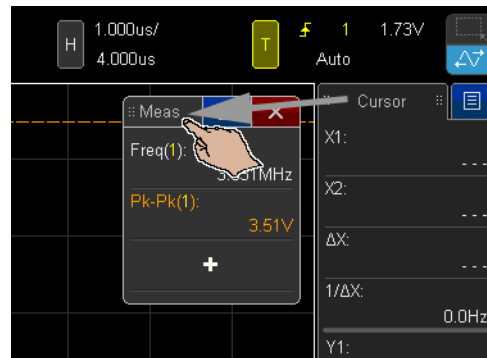 H
1.000us/
4.000us
T
1
1.73V
Auto
Meas
Cursor
Freq(1):
MHz
Pk-Pk(1):
3.51V
+
X1:
---
X2:
---
ΔX:
---
1/ΔX:
0.0Hz
Y1: